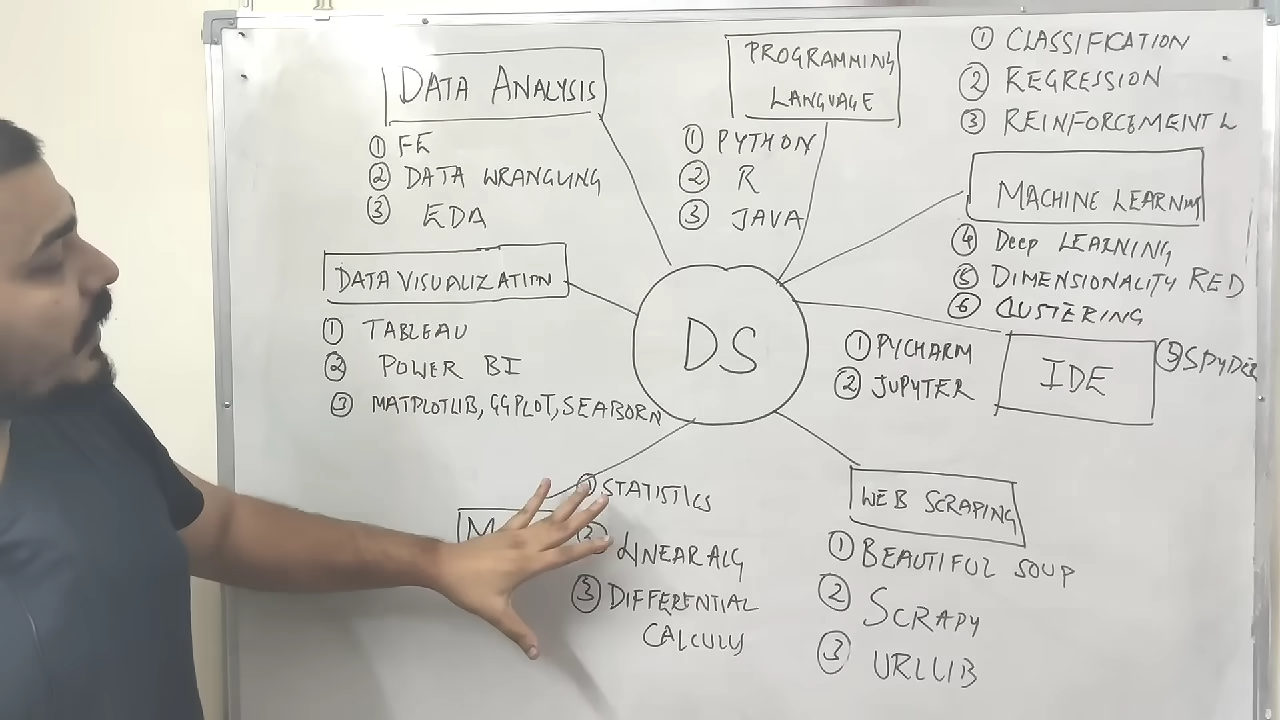 DATA ANALYSIS
① FE
② DATA WRANGLING
③ EDA
PROGRAMMING
LANGUAGE
① PYTHON
② R
③ JAVA
① CLASSIFICATION
② REGRESSION
③ REINFORCEMENT L
MACHINE LEARNING
④ Deep LEARNING
⑤ DIMENSIONALITY RED
⑥ CLUSTERING
DATA VISUALIZATION
① TABLEAU
② POWER BI
③ MATPLOTLIB, GGPLOT, SEABORN
DS
① PYCHARM
② JUPYTER
IDE
③ SPYDER
① STATISTICS
② LINEAR ALG
③ DIFFERENTIAL
CALCULUS
WEB SCRAPING
① BEAUTIFUL SOUP
② SCRAPY
③ URLLIB